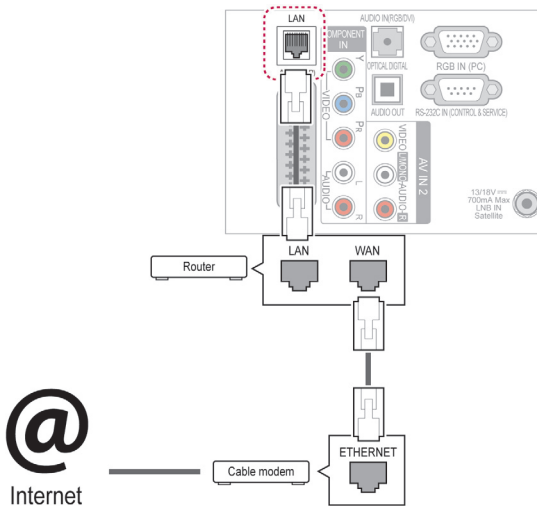 LAN
AUDIO IN(RGB/DVI)
COMPONENT
IN
Y
PB
PR
VIDEO
L
R
AUDIO
OPTICAL DIGITAL
AUDIO OUT
RGB IN (PC)
RS-232C IN (CONTROL & SERVICE)
VIDEO
L/MONO
AUDIO
R
AV IN 2
13/18V
700mA Max
LNB IN
Satellite
Router
LAN
WAN
ETHERNET
Cable modem
@
Internet